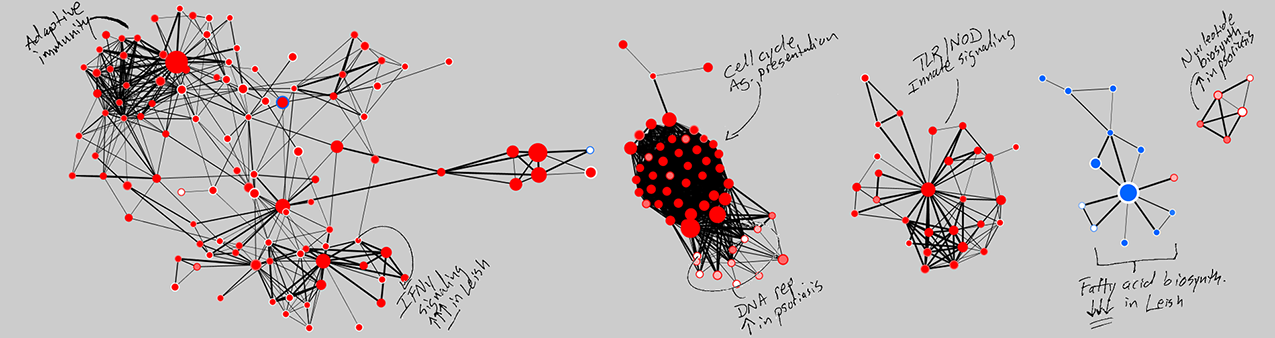 Adaptive
immunity
IFNγ
signaling
↑↑↑ in Leish
Cell cycle
Ag. presentation
DNA rep
↑ in psoriasis
TLR/NOD
Innate signaling
Fatty acid biosynth.
↓↓↓ in Leish
Nucleotide
biosynth
↑ in psoriasis